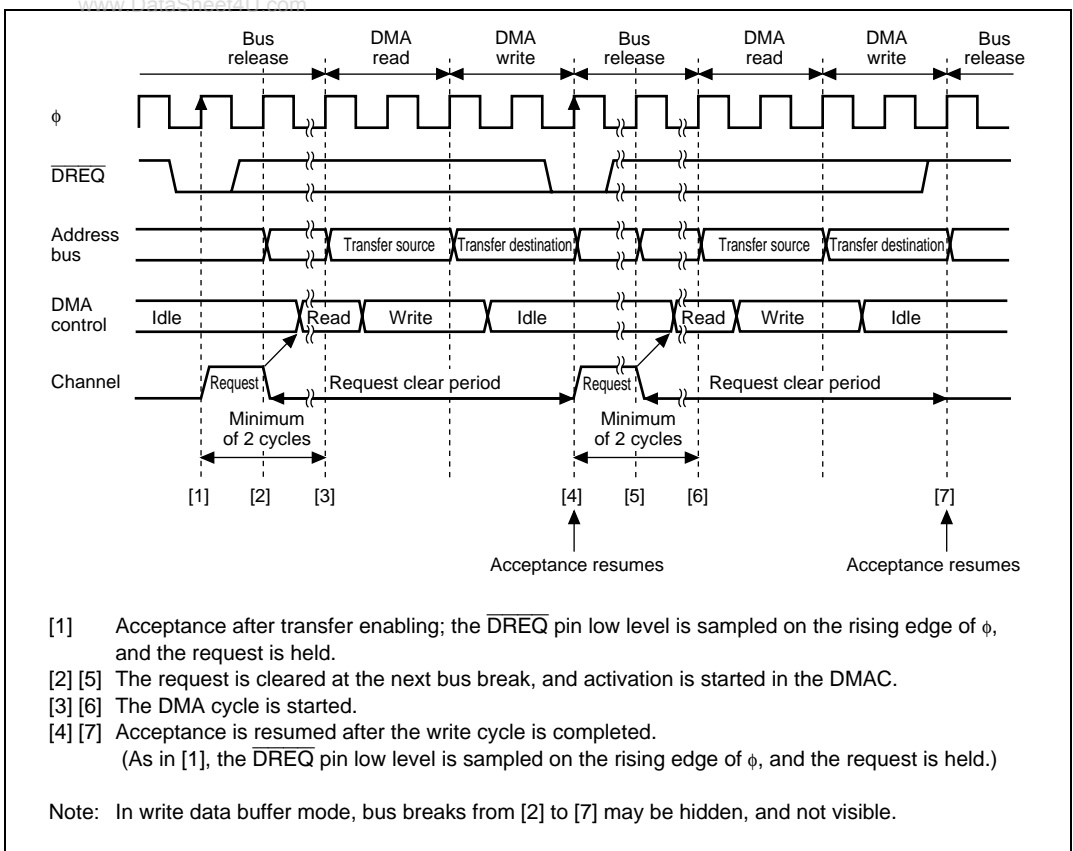 www.DataSheet4U.com
Bus release DMA read DMA write Bus release DMA read DMA write Bus release
φ
DREQ
Address bus Transfer source Transfer destination Transfer source Transfer destination
DMA control Idle Read Write Idle Read Write Idle
Channel Request Request clear period Request Request clear period
Minimum of 2 cycles Minimum of 2 cycles
[1] [2] [3] [4] [5] [6] [7]
Acceptance resumes Acceptance resumes
[1] Acceptance after transfer enabling; the DREQ pin low level is sampled on the rising edge of φ,
and the request is held.
[2] [5] The request is cleared at the next bus break, and activation is started in the DMAC.
[3] [6] The DMA cycle is started.
[4] [7] Acceptance is resumed after the write cycle is completed.
(As in [1], the DREQ pin low level is sampled on the rising edge of φ, and the request is held.)
Note: In write data buffer mode, bus breaks from [2] to [7] may be hidden, and not visible.